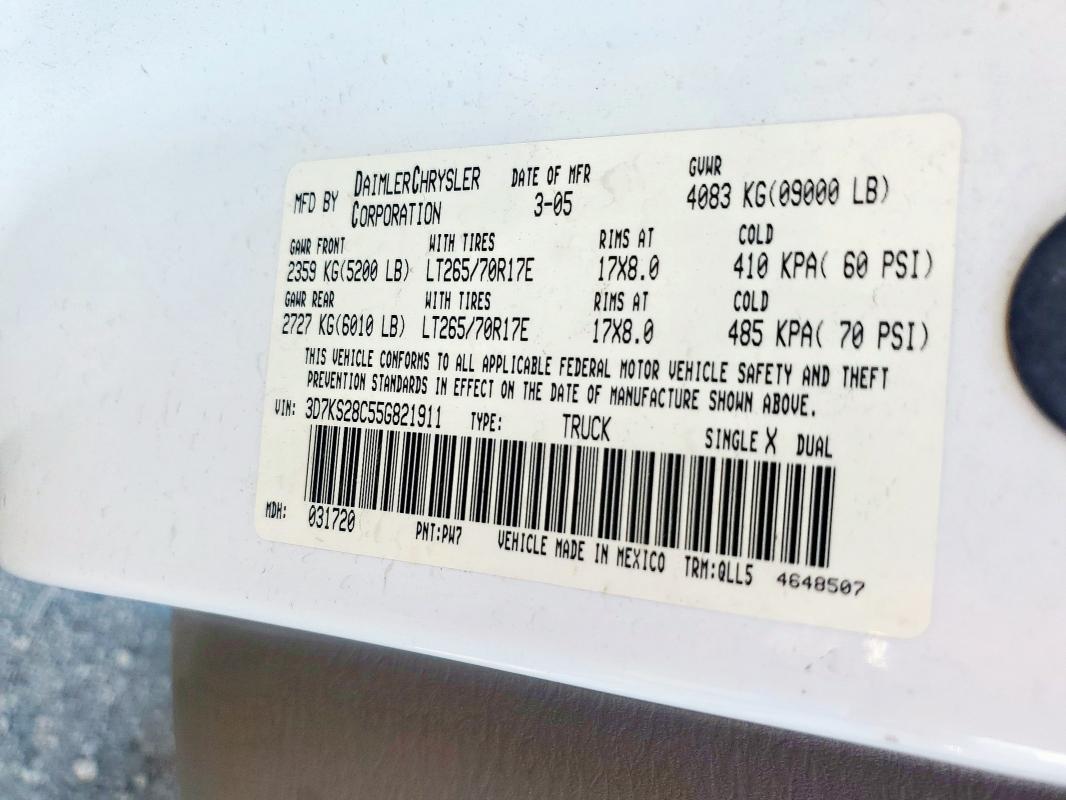 MFD BY DAIMLERCHRYSLER CORPORATION DATE OF MFR 3-05 GVWR 4083 KG(09000 LB)
GAWR FRONT WITH TIRES RIMS AT COLD
2359 KG(5200 LB) LT265/70R17E 17X8.0 410 KPA( 60 PSI)
GAWR REAR WITH TIRES RIMS AT COLD
2727 KG(6010 LB) LT265/70R17E 17X8.0 485 KPA( 70 PSI)
THIS VEHICLE CONFORMS TO ALL APPLICABLE FEDERAL MOTOR VEHICLE SAFETY AND THEFT
PREVENTION STANDARDS IN EFFECT ON THE DATE OF MANUFACTURE SHOWN ABOVE.
VIN: 3D7KS28C55G821911 TYPE: TRUCK SINGLE X DUAL
MDH: 031720 PNT:PW7 VEHICLE MADE IN MEXICO TRM:QLL5 4648507